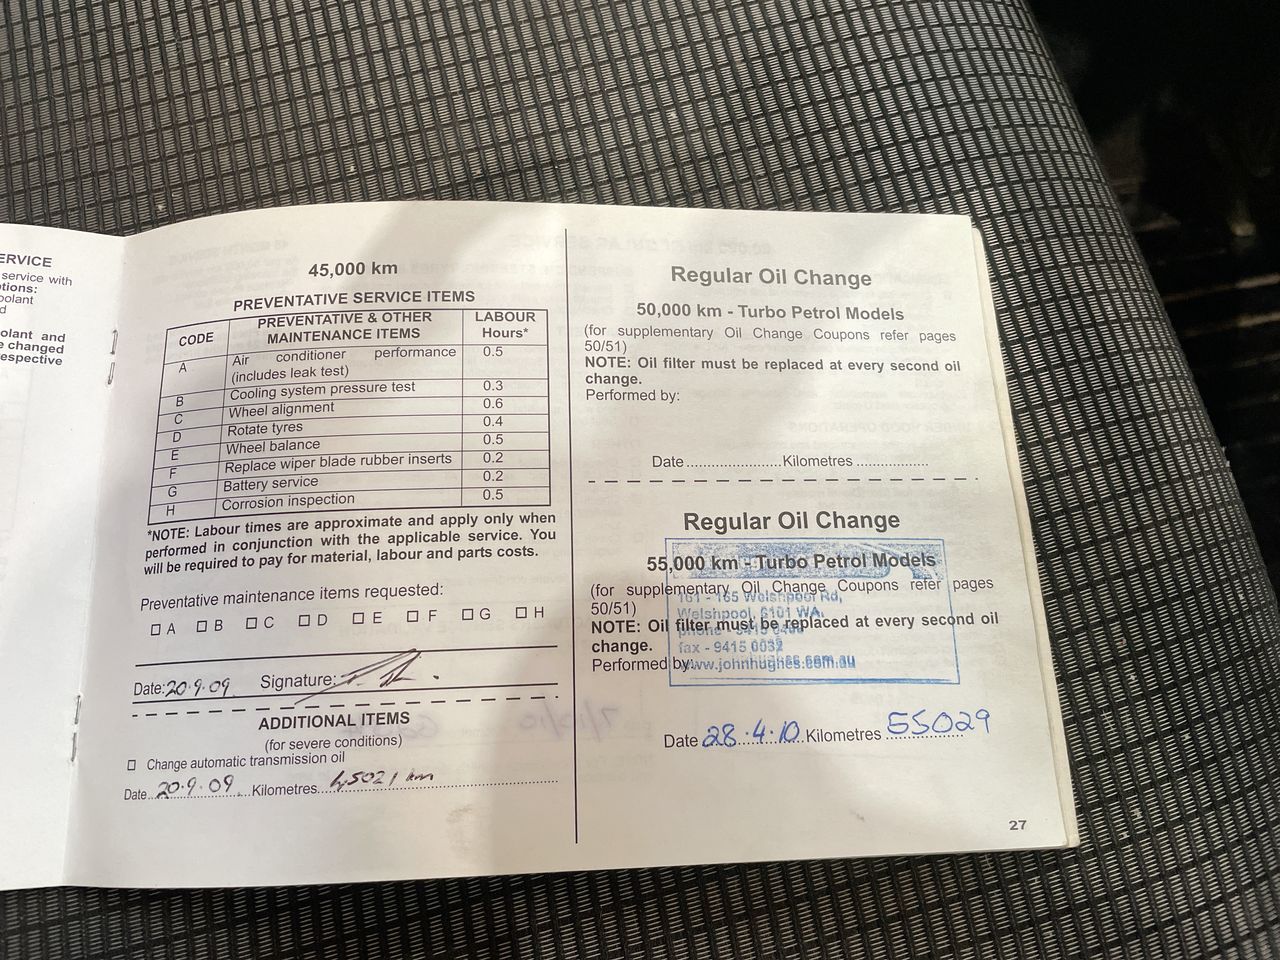 ERVICE
service with
tions:
oolant
d
olant and
e changed
espective
45,000 km
PREVENTATIVE SERVICE ITEMS
CODE PREVENTATIVE & OTHER MAINTENANCE ITEMS LABOUR Hours*
A Air conditioner performance (includes leak test) 0.5
B Cooling system pressure test 0.3
C Wheel alignment 0.6
D Rotate tyres 0.4
E Wheel balance 0.5
F Replace wiper blade rubber inserts 0.2
G Battery service 0.2
H Corrosion inspection 0.5
*NOTE: Labour times are approximate and apply only when
performed in conjunction with the applicable service. You
will be required to pay for material, labour and parts costs.
Preventative maintenance items requested:
☐ A ☐ B ☐ C ☐ D ☐ E ☐ F ☐ G ☐ H
Date: 20.9.09 Signature:
ADDITIONAL ITEMS
(for severe conditions)
☐ Change automatic transmission oil
Date 20.9.09 Kilometres 45021 km
Regular Oil Change
50,000 km - Turbo Petrol Models
(for supplementary Oil Change Coupons refer pages
50/51)
NOTE: Oil filter must be replaced at every second oil
change.
Performed by:
Date Kilometres
Regular Oil Change
55,000 km - Turbo Petrol Models
(for supplementary Oil Change Coupons refer pages
50/51)
NOTE: Oil filter must be replaced at every second oil
change.
Performed by:
161 - 165 Welshpool Rd,
Welshpool, 6101 WA.
phone - 9415
fax - 9415 0032
www.johnhughes.com.au
Date 28.4.10 Kilometres 55029
27